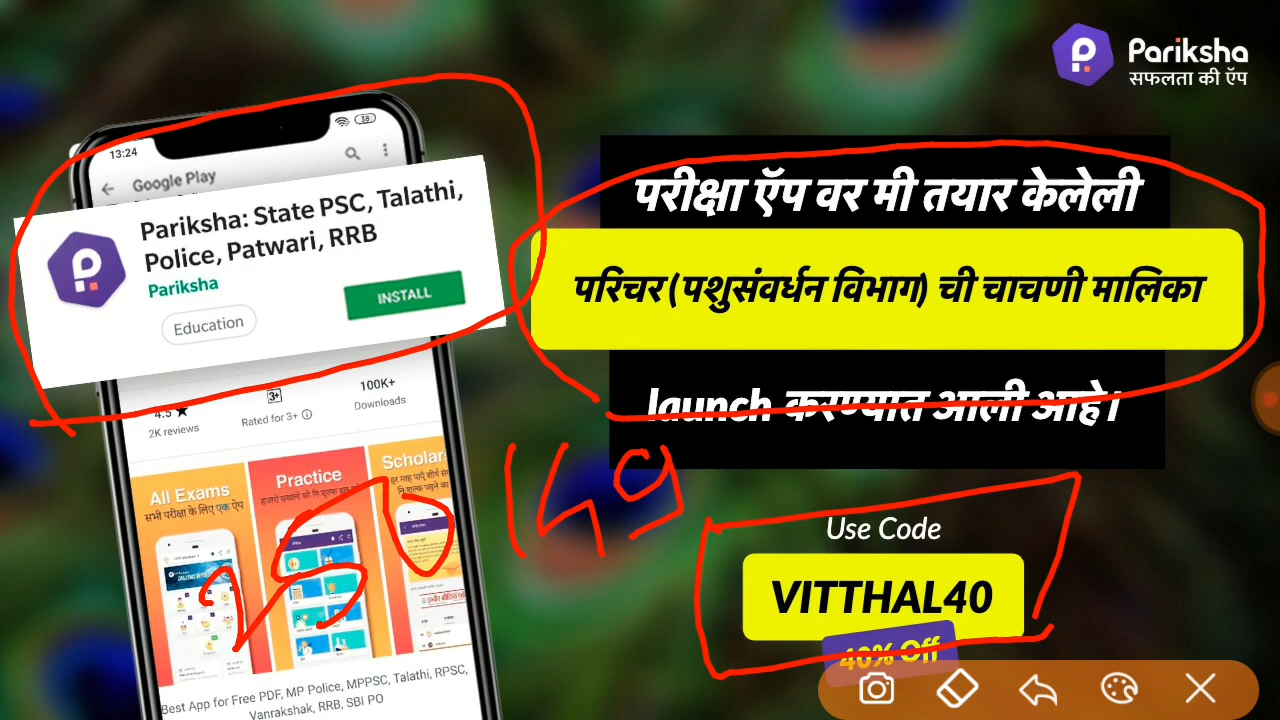 Pariksha
सफलता की ऍप
13:24
38
Google Play
Pariksha: State PSC, Talathi,
Police, Patwari, RRB
Pariksha
INSTALL
Education
4.5 ★
2K reviews
3+
Rated for 3+
100K+
Downloads
All Exams
सभी परीक्षा के लिए एक ऐप
Practice
Scholar
परीक्षा ऍप वर मी तयार केलेली
परिचर (पशुसंवर्धन विभाग) ची चाचणी मालिका
launch करण्यात आली आहे।
149
Use Code
VITTHAL40
40% Off
Best App for Free PDF, MP Police, MPPSC, Talathi, RPSC,
Vanrakshak, RRB, SBI PO